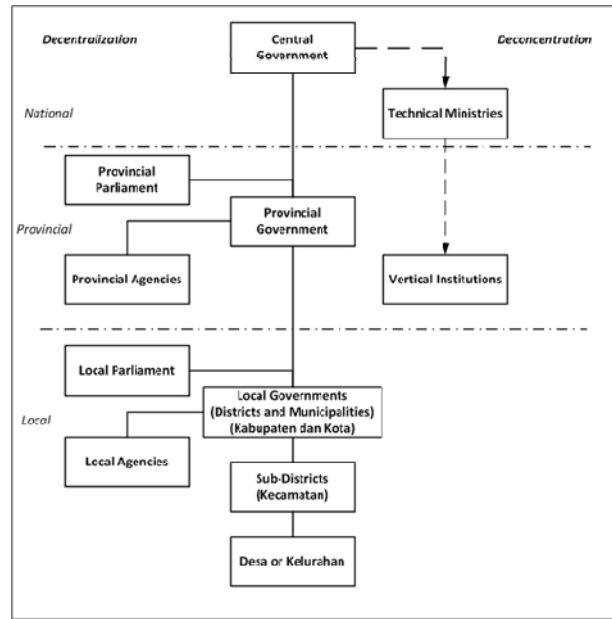 Decentralization
Central
Government
Deconcentration
National
Technical Ministries
Provincial
Parliament
Provincial
Provincial
Government
Provincial Agencies
Vertical Institutions
Local Parliament
Local Governments
(Districts and Municipalities)
(Kabupaten dan Kota)
Local
Local Agencies
Sub-Districts
(Kecamatan)
Desa or Kelurahan